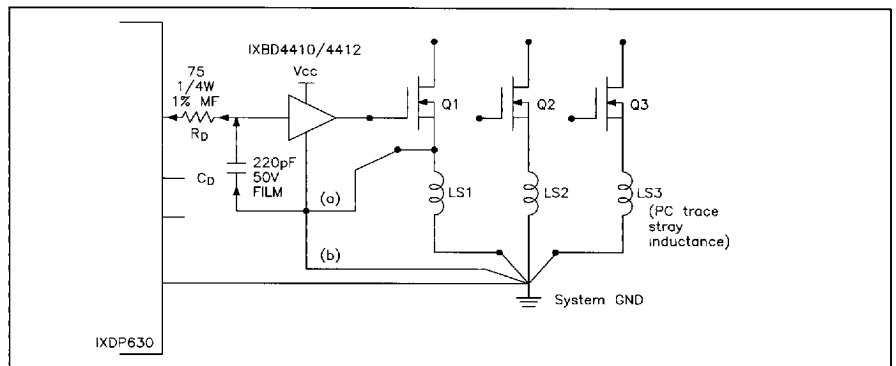 IXBD4410/4412
Vcc
75
1/4W
1% MF
RD
Q1
Q2
Q3
CD
220pF
50V
FILM
(a)
LS1
LS2
LS3
(PC trace
stray
inductance)
(b)
System GND
IXDP630